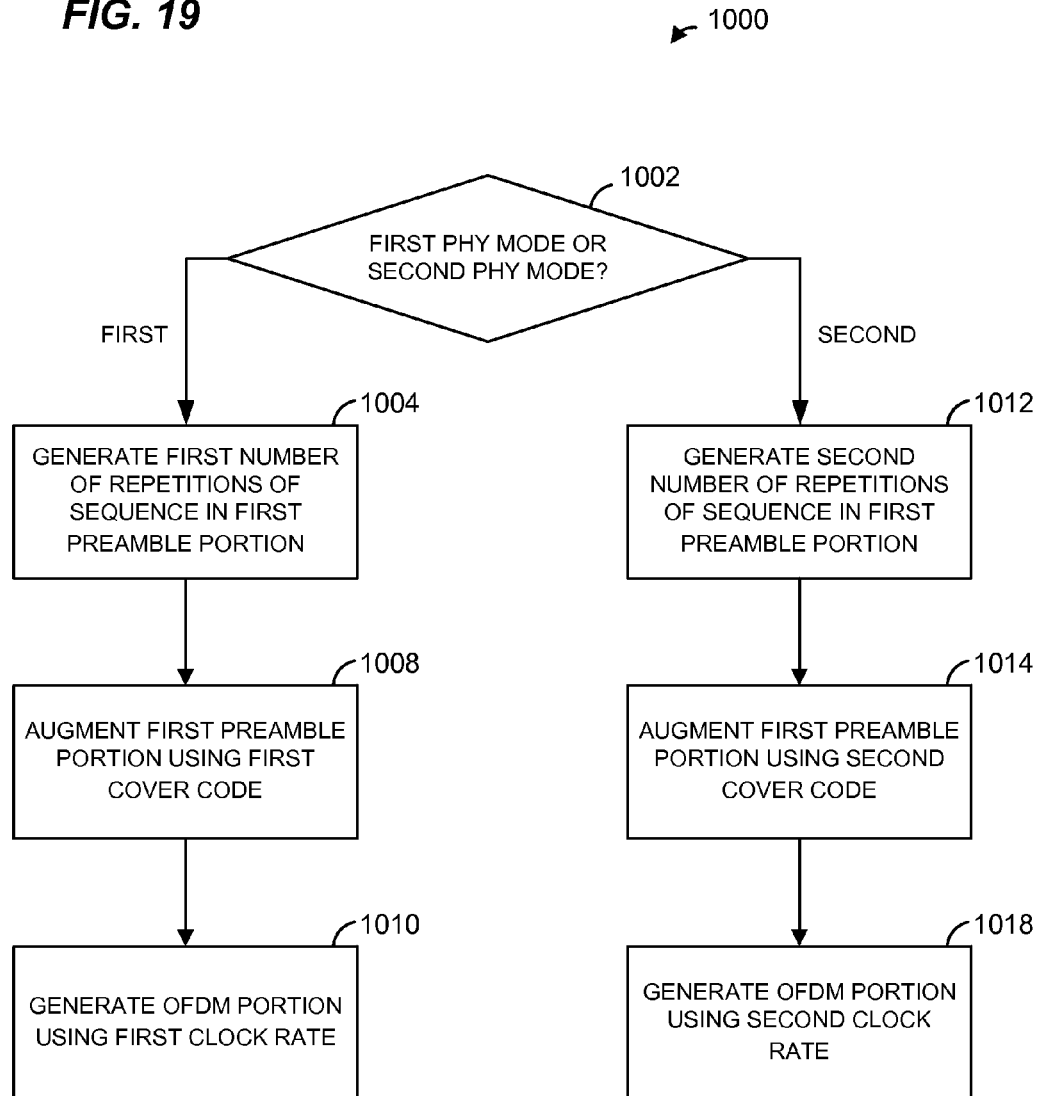 FIG. 19
1000
1002
FIRST PHY MODE OR
SECOND PHY MODE?
FIRST
SECOND
1004
GENERATE FIRST NUMBER
OF REPETITIONS OF
SEQUENCE IN FIRST
PREAMBLE PORTION
1012
GENERATE SECOND
NUMBER OF REPETITIONS
OF SEQUENCE IN FIRST
PREAMBLE PORTION
1008
AUGMENT FIRST PREAMBLE
PORTION USING FIRST
COVER CODE
1014
AUGMENT FIRST PREAMBLE
PORTION USING SECOND
COVER CODE
1010
GENERATE OFDM PORTION
USING FIRST CLOCK RATE
1018
GENERATE OFDM PORTION
USING SECOND CLOCK
RATE